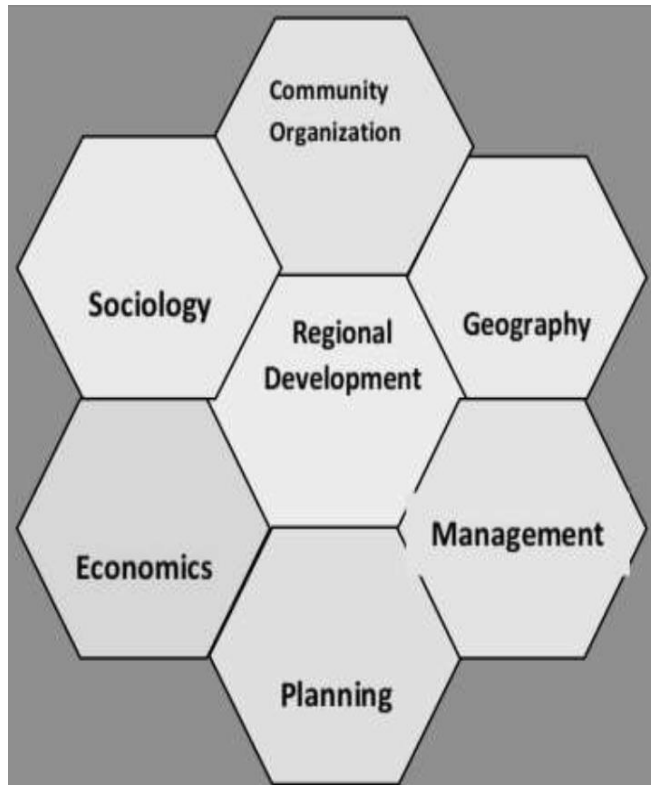 Community
Organization
Sociology
Geography
Regional
Development
Economics
Management
Planning